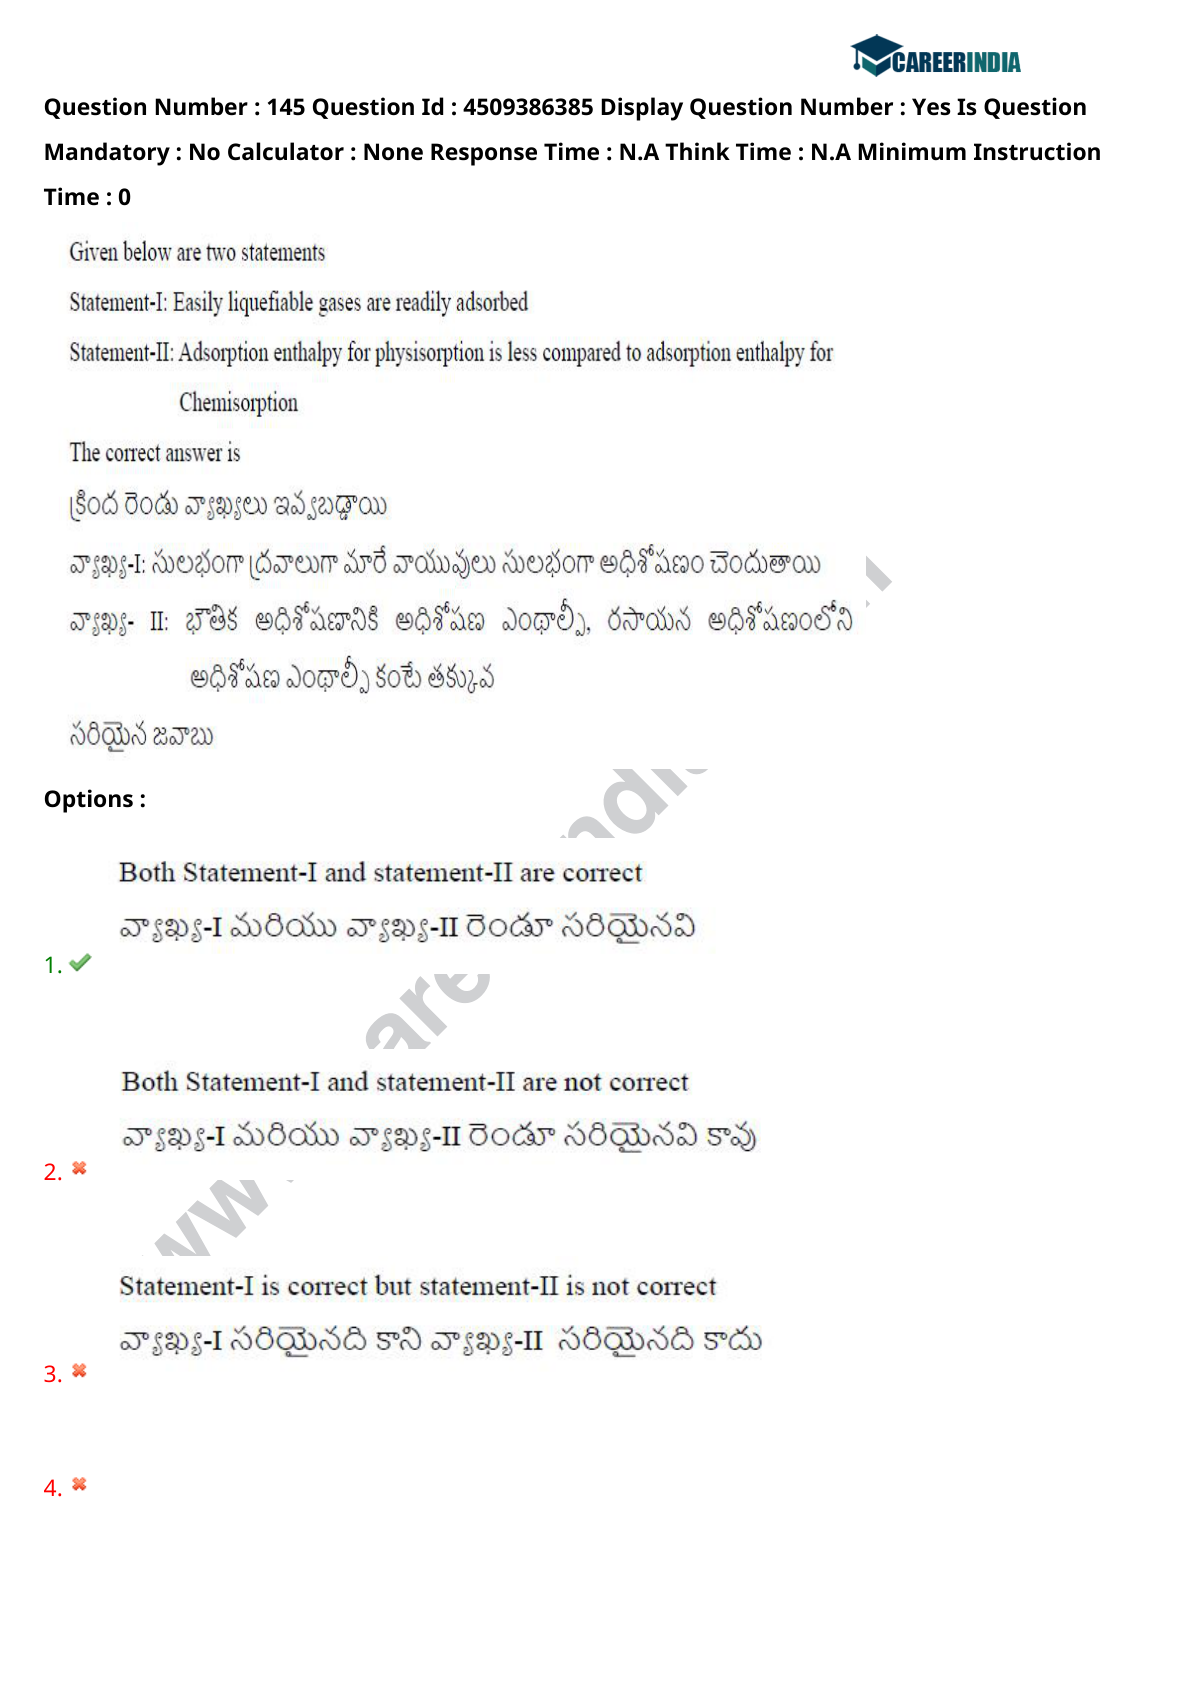 CAREERINDIA
Question Number : 145 Question Id : 4509386385 Display Question Number : Yes Is Question
Mandatory : No Calculator : None Response Time : N.A Think Time : N.A Minimum Instruction
Time : 0
Given below are two statements
Statement-I: Easily liquefiable gases are readily adsorbed
Statement-II: Adsorption enthalpy for physisorption is less compared to adsorption enthalpy for
Chemisorption
The correct answer is
క్రింద రెండు వ్యాఖ్యలు ఇవ్వబడ్డాయి
వ్యాఖ్య-I: సులభంగా ద్రవాలుగా మారే వాయువులు సులభంగా అధిశోషణం చెందుతాయి
వ్యాఖ్య- II: భౌతిక అధిశోషణానికి అధిశోషణ ఎంథాల్పీ, రసాయన అధిశోషణంలోని
అధిశోషణ ఎంథాల్పీ కంటే తక్కువ
సరియైన జవాబు
Options :
Both Statement-I and statement-II are correct
వ్యాఖ్య-I మరియు వ్యాఖ్య-II రెండూ సరియైనవి
1.
Both Statement-I and statement-II are not correct
వ్యాఖ్య-I మరియు వ్యాఖ్య-II రెండూ సరియైనవి కావు
2.
Statement-I is correct but statement-II is not correct
వ్యాఖ్య-I సరియైనది కాని వ్యాఖ్య-II సరియైనది కాదు
3.
4.